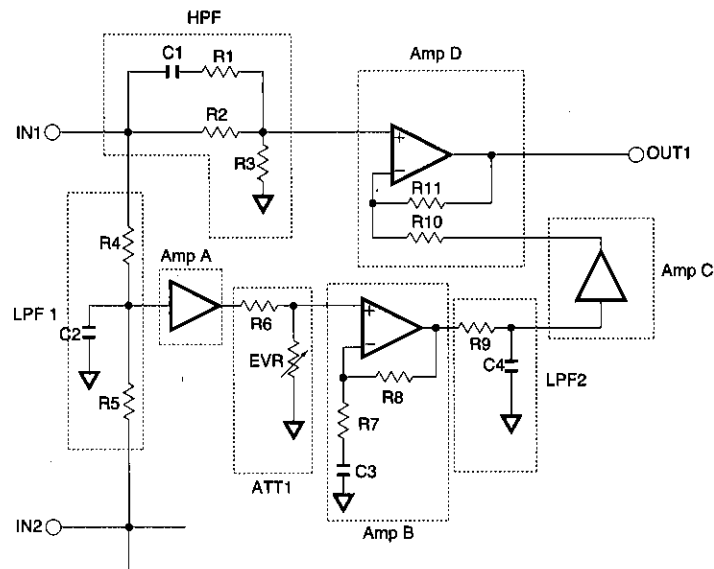 HPF
C1
R1
Amp D
R2
IN1
R3
OUT1
R11
R10
R4
Amp A
Amp C
LPF 1
C2
R6
EVR
R9
C4
LPF2
R5
R8
R7
C3
ATT1
IN2
Amp B